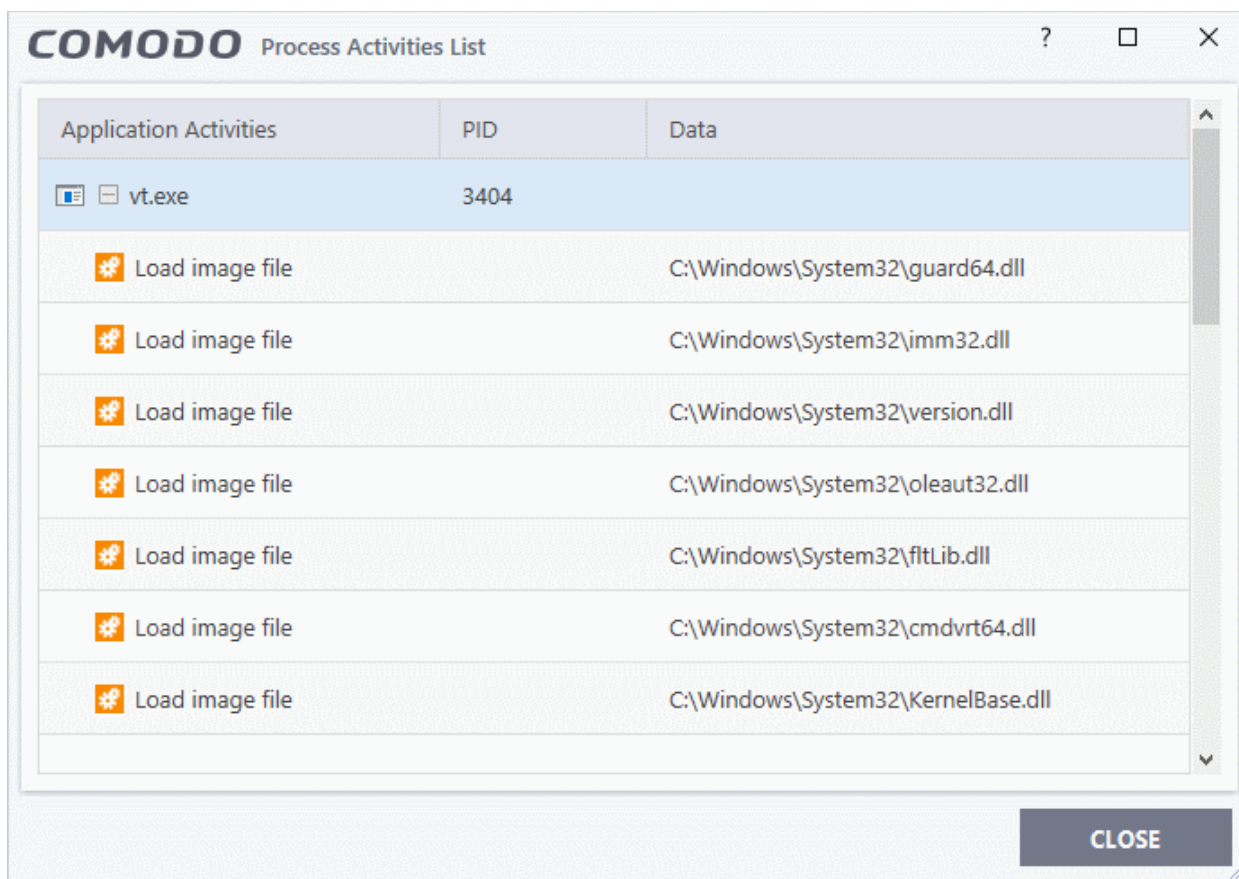 COMODO Process Activities List ?
Application Activities PID Data
vt.exe 3404
Load image file C:\Windows\System32\guard64.dll
Load image file C:\Windows\System32\imm32.dll
Load image file C:\Windows\System32\version.dll
Load image file C:\Windows\System32\oleaut32.dll
Load image file C:\Windows\System32\fltLib.dll
Load image file C:\Windows\System32\cmdvrt64.dll
Load image file C:\Windows\System32\KernelBase.dll
CLOSE